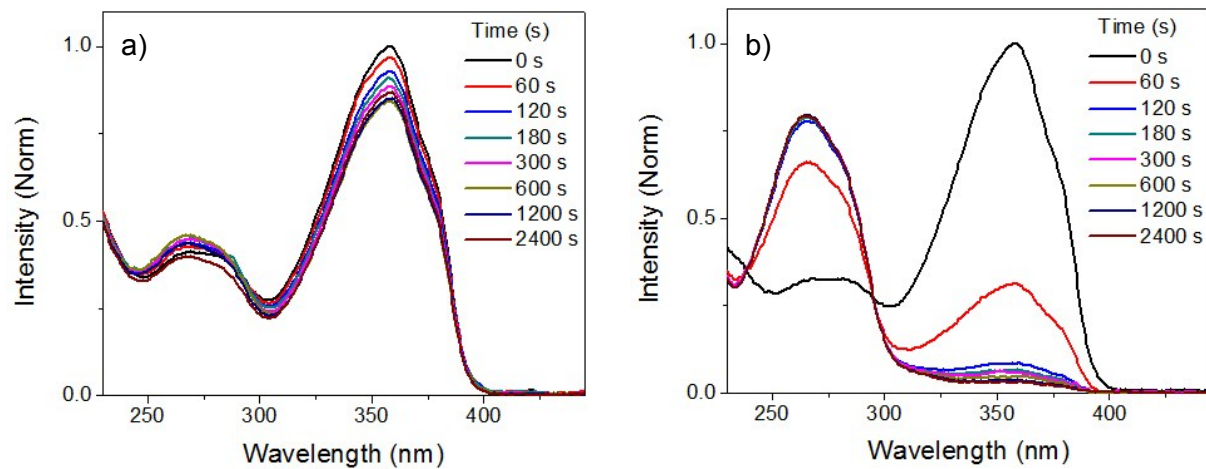 a)
Time (s)
0 s
60 s
120 s
180 s
300 s
600 s
1200 s
2400 s
1.0
0.5
0.0
Intensity (Norm)
250 300 350 400
Wavelength (nm)
b)
Time (s)
0 s
60 s
120 s
180 s
300 s
600 s
1200 s
2400 s
1.0
0.5
0.0
Intensity (Norm)
250 300 350 400
Wavelength (nm)